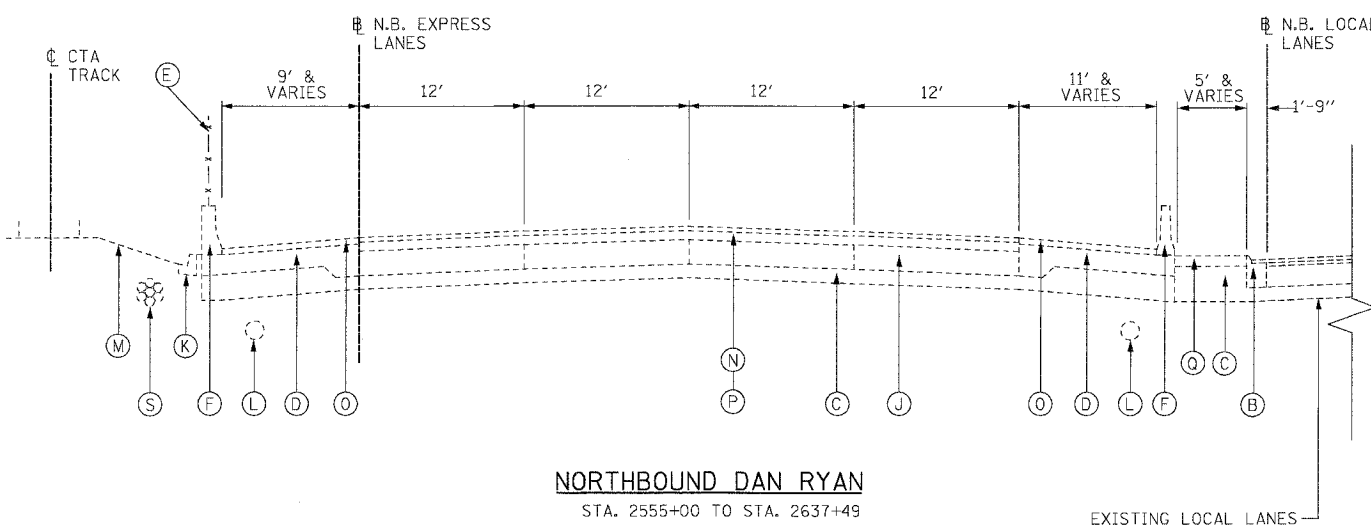 ℄ CTA
TRACK
E
9' &
VARIES
℄ N.B. EXPRESS
LANES
12'
12'
12'
12'
11' &
VARIES
5' &
VARIES
1'-9"
N.B. LOCAL
LANES
M
S
K
F
L
D
O
N
P
C
J
O
D
L
F
Q
C
B
NORTHBOUND DAN RYAN
STA. 2555+00 TO STA. 2637+49
EXISTING LOCAL LANES